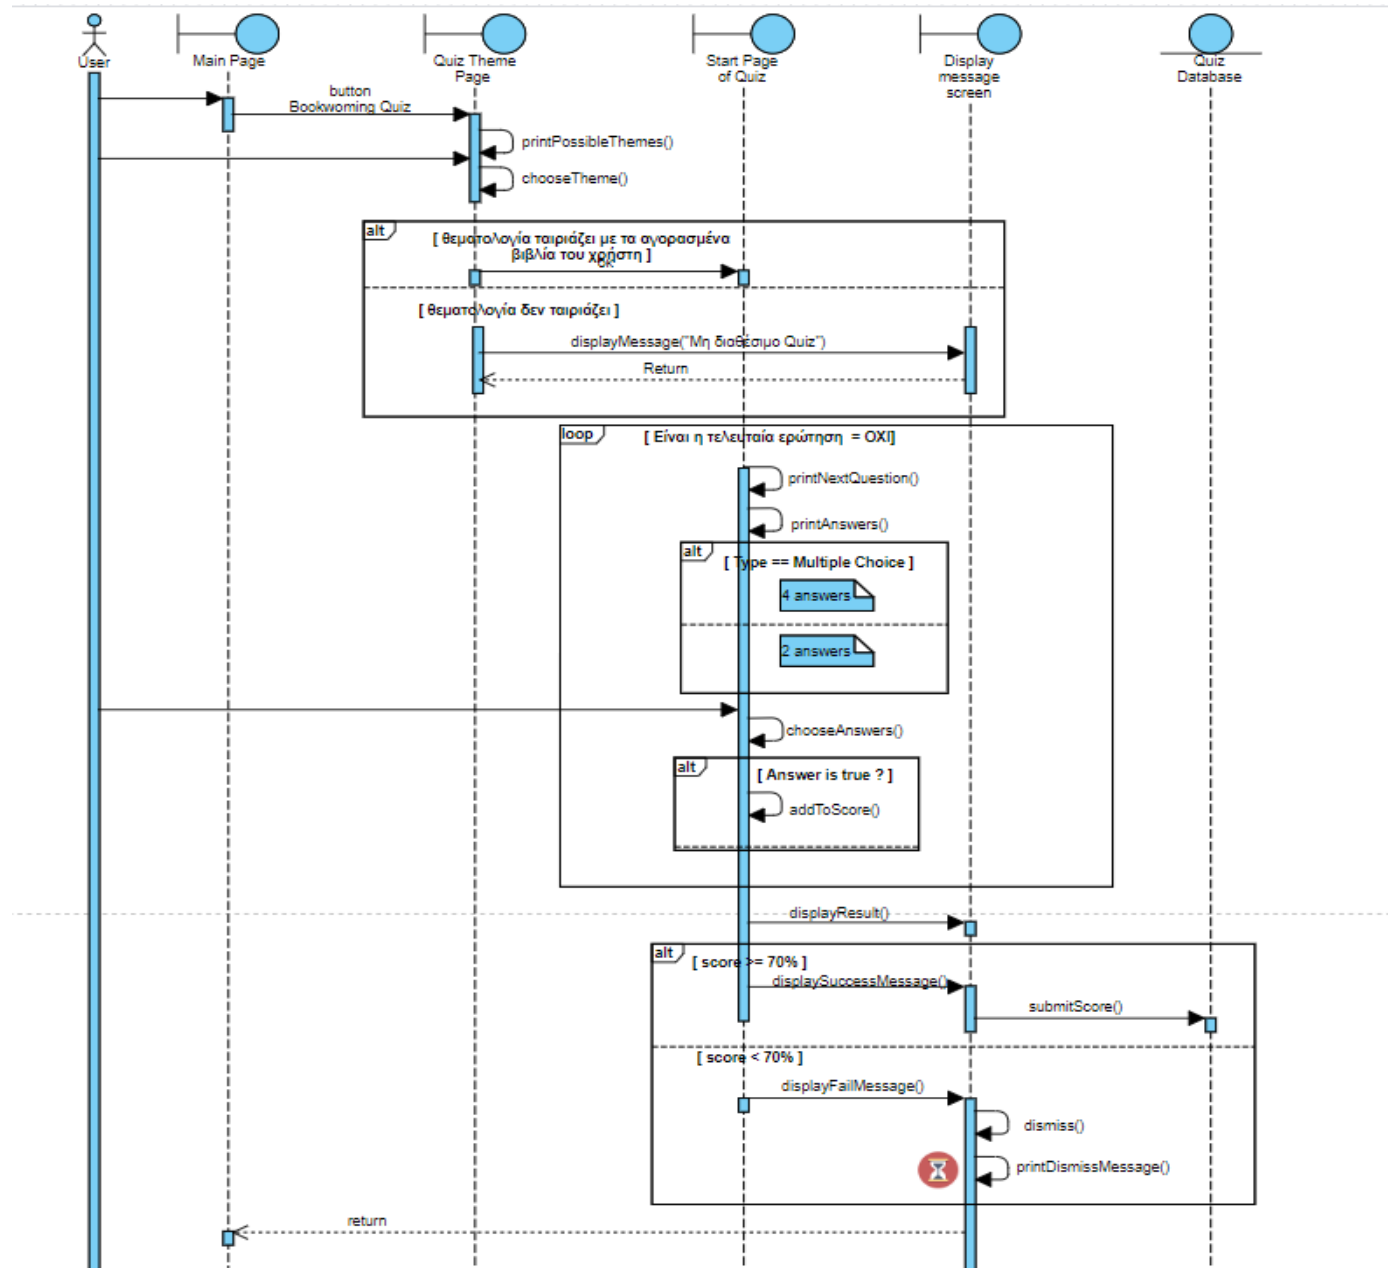 User
Main Page
Quiz Theme
Page
Start Page
of Quiz
Display
message
screen
Quiz
Database
button
Bookwoming Quiz
printPossibleThemes()
chooseTheme()
alt
[ θεματολογία ταιριάζει με τα αγορασμένα
βιβλία του χρήστη ]
OK
[ θεματολογία δεν ταιριάζει ]
displayMessage("Μη διαθέσιμο Quiz")
Return
loop
[ Είναι η τελευταία ερώτηση = ΟΧΙ]
printNextQuestion()
printAnswers()
alt
[ Type == Multiple Choice ]
4 answers
2 answers
chooseAnswers()
alt
[ Answer is true ? ]
addToScore()
displayResult()
alt
[ score >= 70% ]
displaySuccessMessage()
submitScore()
[ score < 70% ]
displayFailMessage()
dismiss()
printDismissMessage()
return